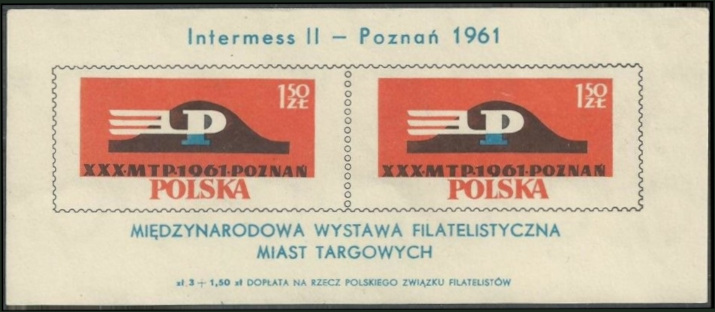 Intermess II – Poznań 1961
1 50 ZŁ
P
XXX·MTP·1961·POZNAŃ
POLSKA
1 50 ZŁ
P
XXX·MTP·1961·POZNAŃ
POLSKA
MIĘDZYNARODOWA WYSTAWA FILATELISTYCZNA
MIAST TARGOWYCH
zł 3 + 1,50 zł DOPŁATA NA RZECZ POLSKIEGO ZWIĄZKU FILATELISTÓW